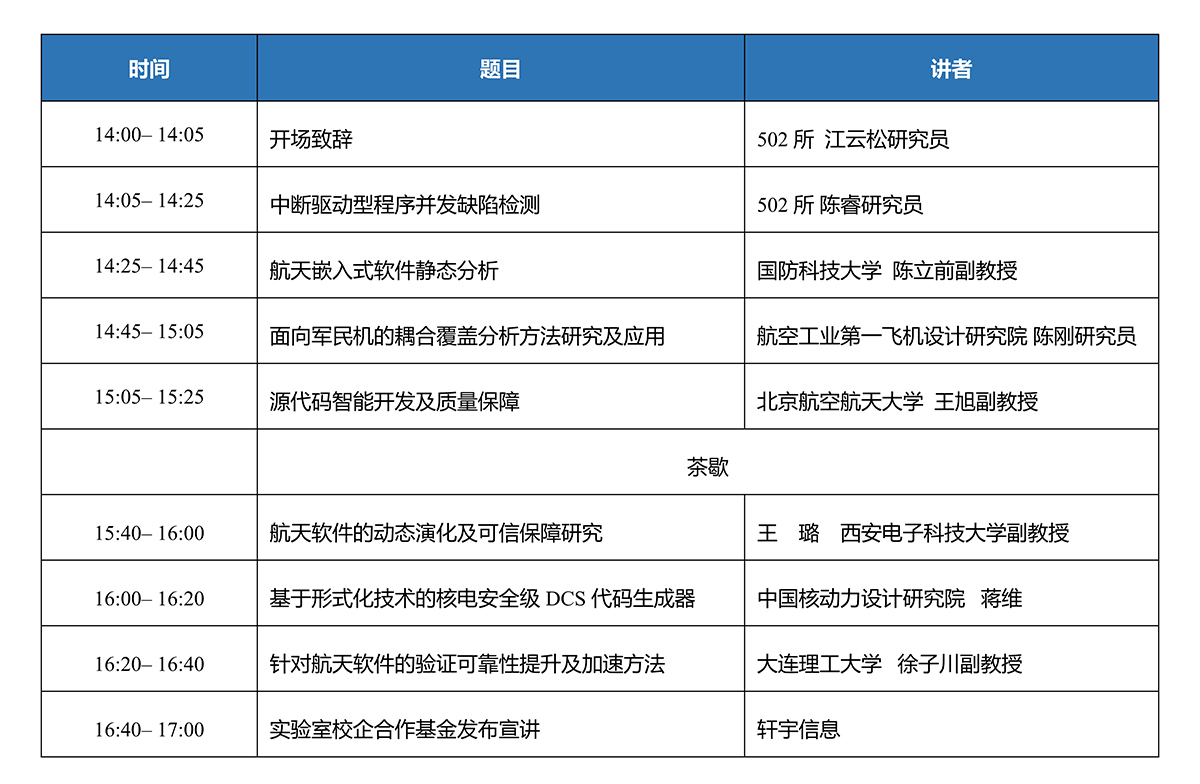 时间 题目 讲者
14:00– 14:05 开场致辞 502 所 江云松研究员
14:05– 14:25 中断驱动型程序并发缺陷检测 502 所 陈睿研究员
14:25– 14:45 航天嵌入式软件静态分析 国防科技大学 陈立前副教授
14:45– 15:05 面向军民机的耦合覆盖分析方法研究及应用 航空工业第一飞机设计研究院 陈刚研究员
15:05– 15:25 源代码智能开发及质量保障 北京航空航天大学 王旭副教授
茶歇
15:40– 16:00 航天软件的动态演化及可信保障研究 王 璐 西安电子科技大学副教授
16:00– 16:20 基于形式化技术的核电安全级 DCS 代码生成器 中国核动力设计研究院 蒋维
16:20– 16:40 针对航天软件的验证可靠性提升及加速方法 大连理工大学 徐子川副教授
16:40– 17:00 实验室校企合作基金发布宣讲 轩宇信息